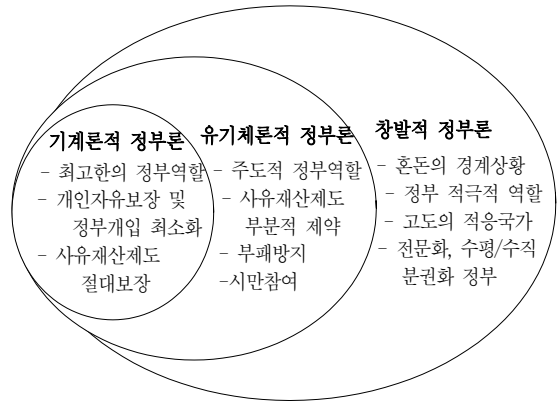 기계론적 정부론
- 최고한의 정부역할
- 개인자유보장 및
정부개입 최소화
- 사유재산제도
절대보장
유기체론적 정부론
- 주도적 정부역할
- 사유재산제도
부분적 제약
- 부패방지
-시만참여
창발적 정부론
- 혼돈의 경계상황
- 정부 적극적 역할
- 고도의 적응국가
- 전문화, 수평/수직
분권화 정부